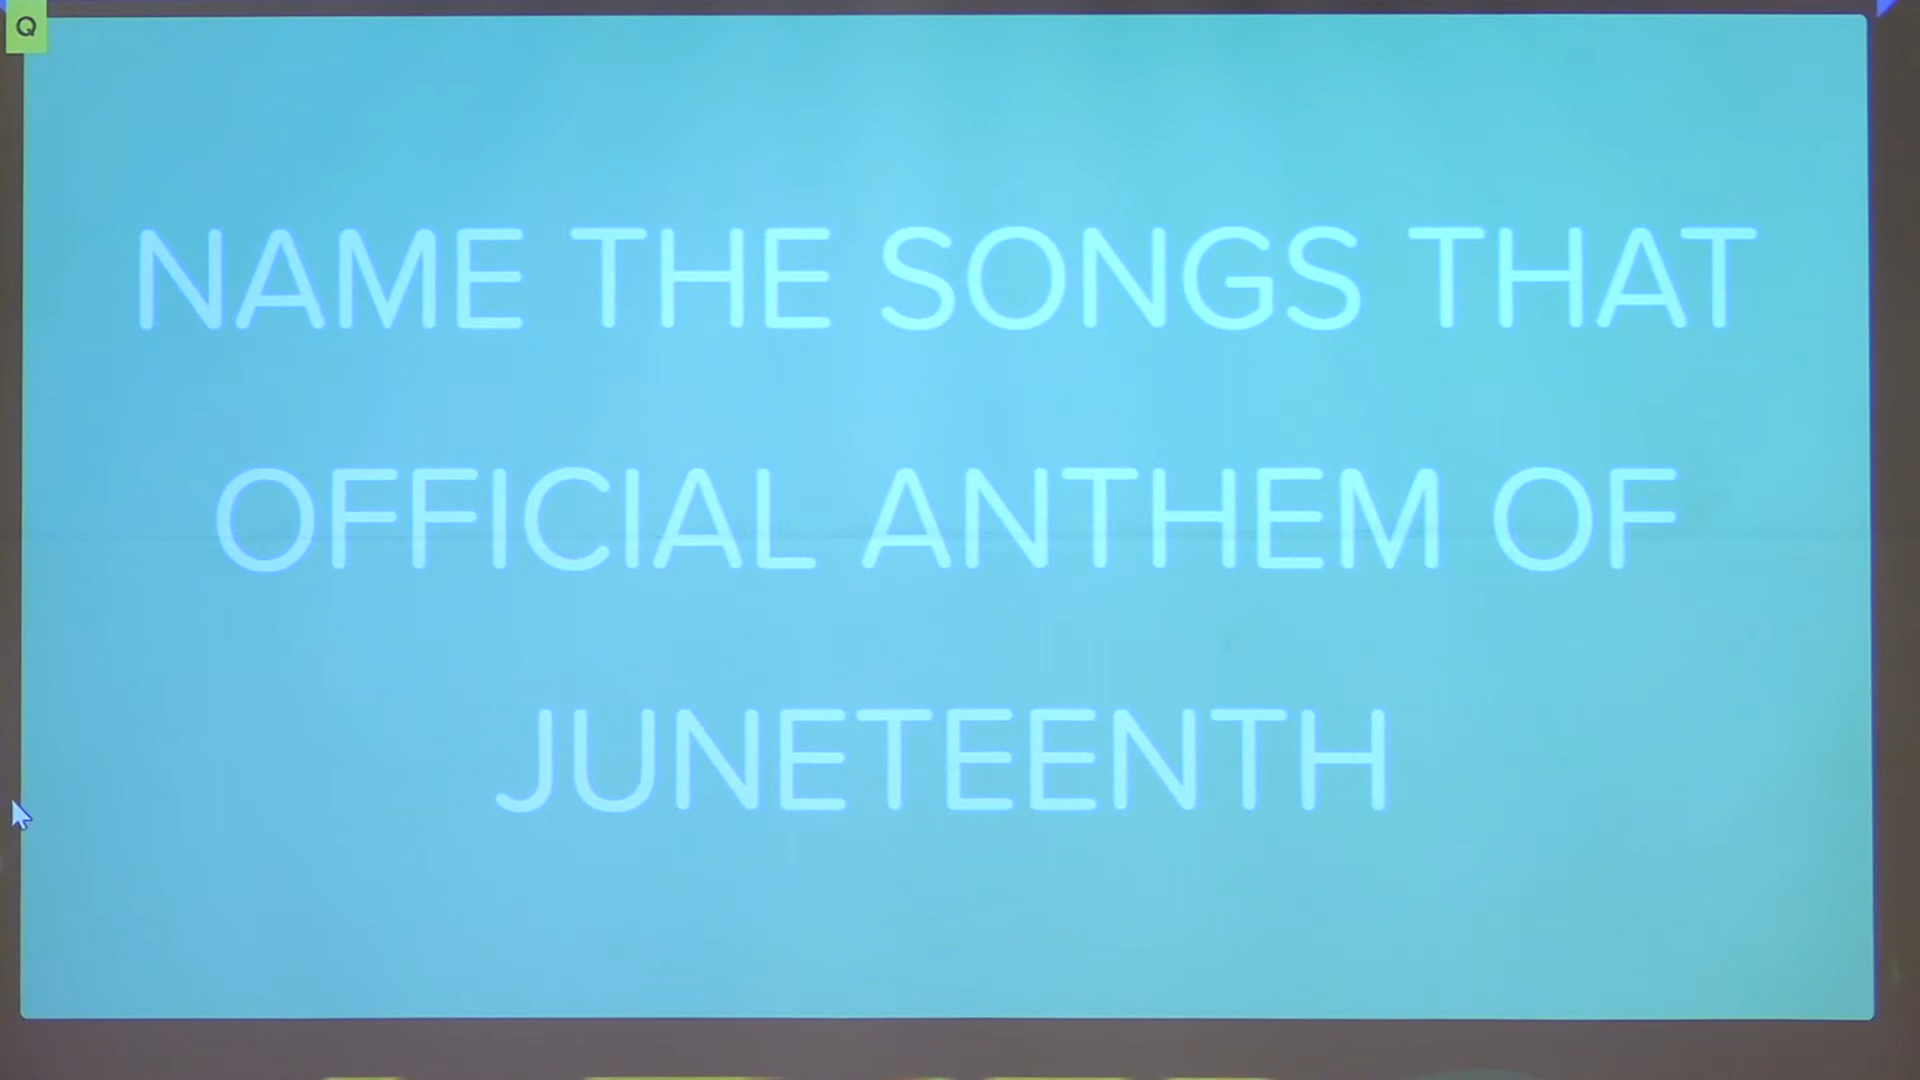 Q
NAME THE SONGS THAT
OFFICIAL ANTHEM OF
JUNETEENTH